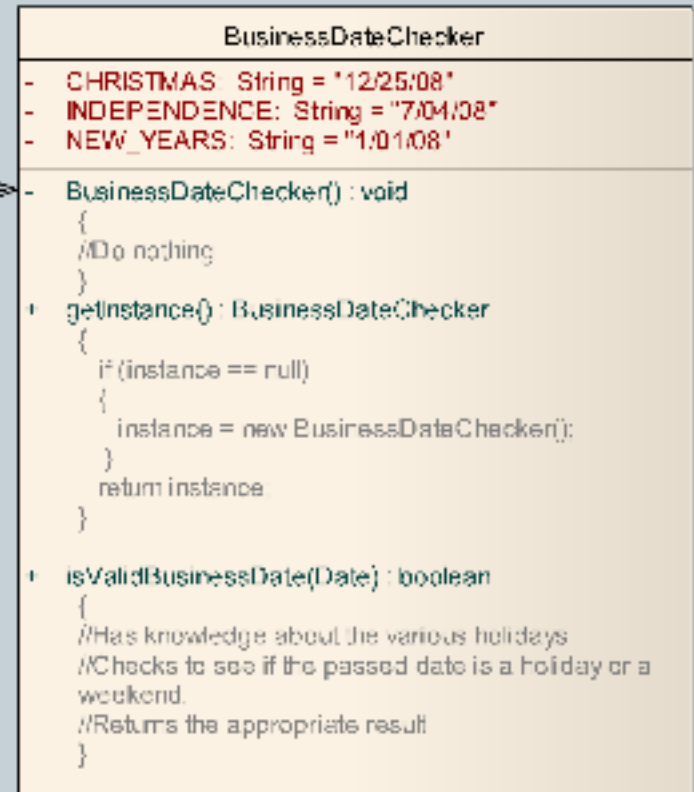 BusinessDateChecker
- CHRISTMAS: String = "12/25/08"
- INDEPENDENCE: String = "7/04/08"
- NEW_YEARS: String = "1/01/08"
- BusinessDateChecker() : void
{
//Do nothing
}
+ getInstance() : BusinessDateChecker
{
if (instance == null)
{
instance = new BusinessDateChecker();
}
return instance;
}
+ isValidBusinessDate(Date) : boolean
{
//Has knowledge about the various holidays
//Checks to see if the passed date is a holiday or a
weekend.
//Returns the appropriate result
}